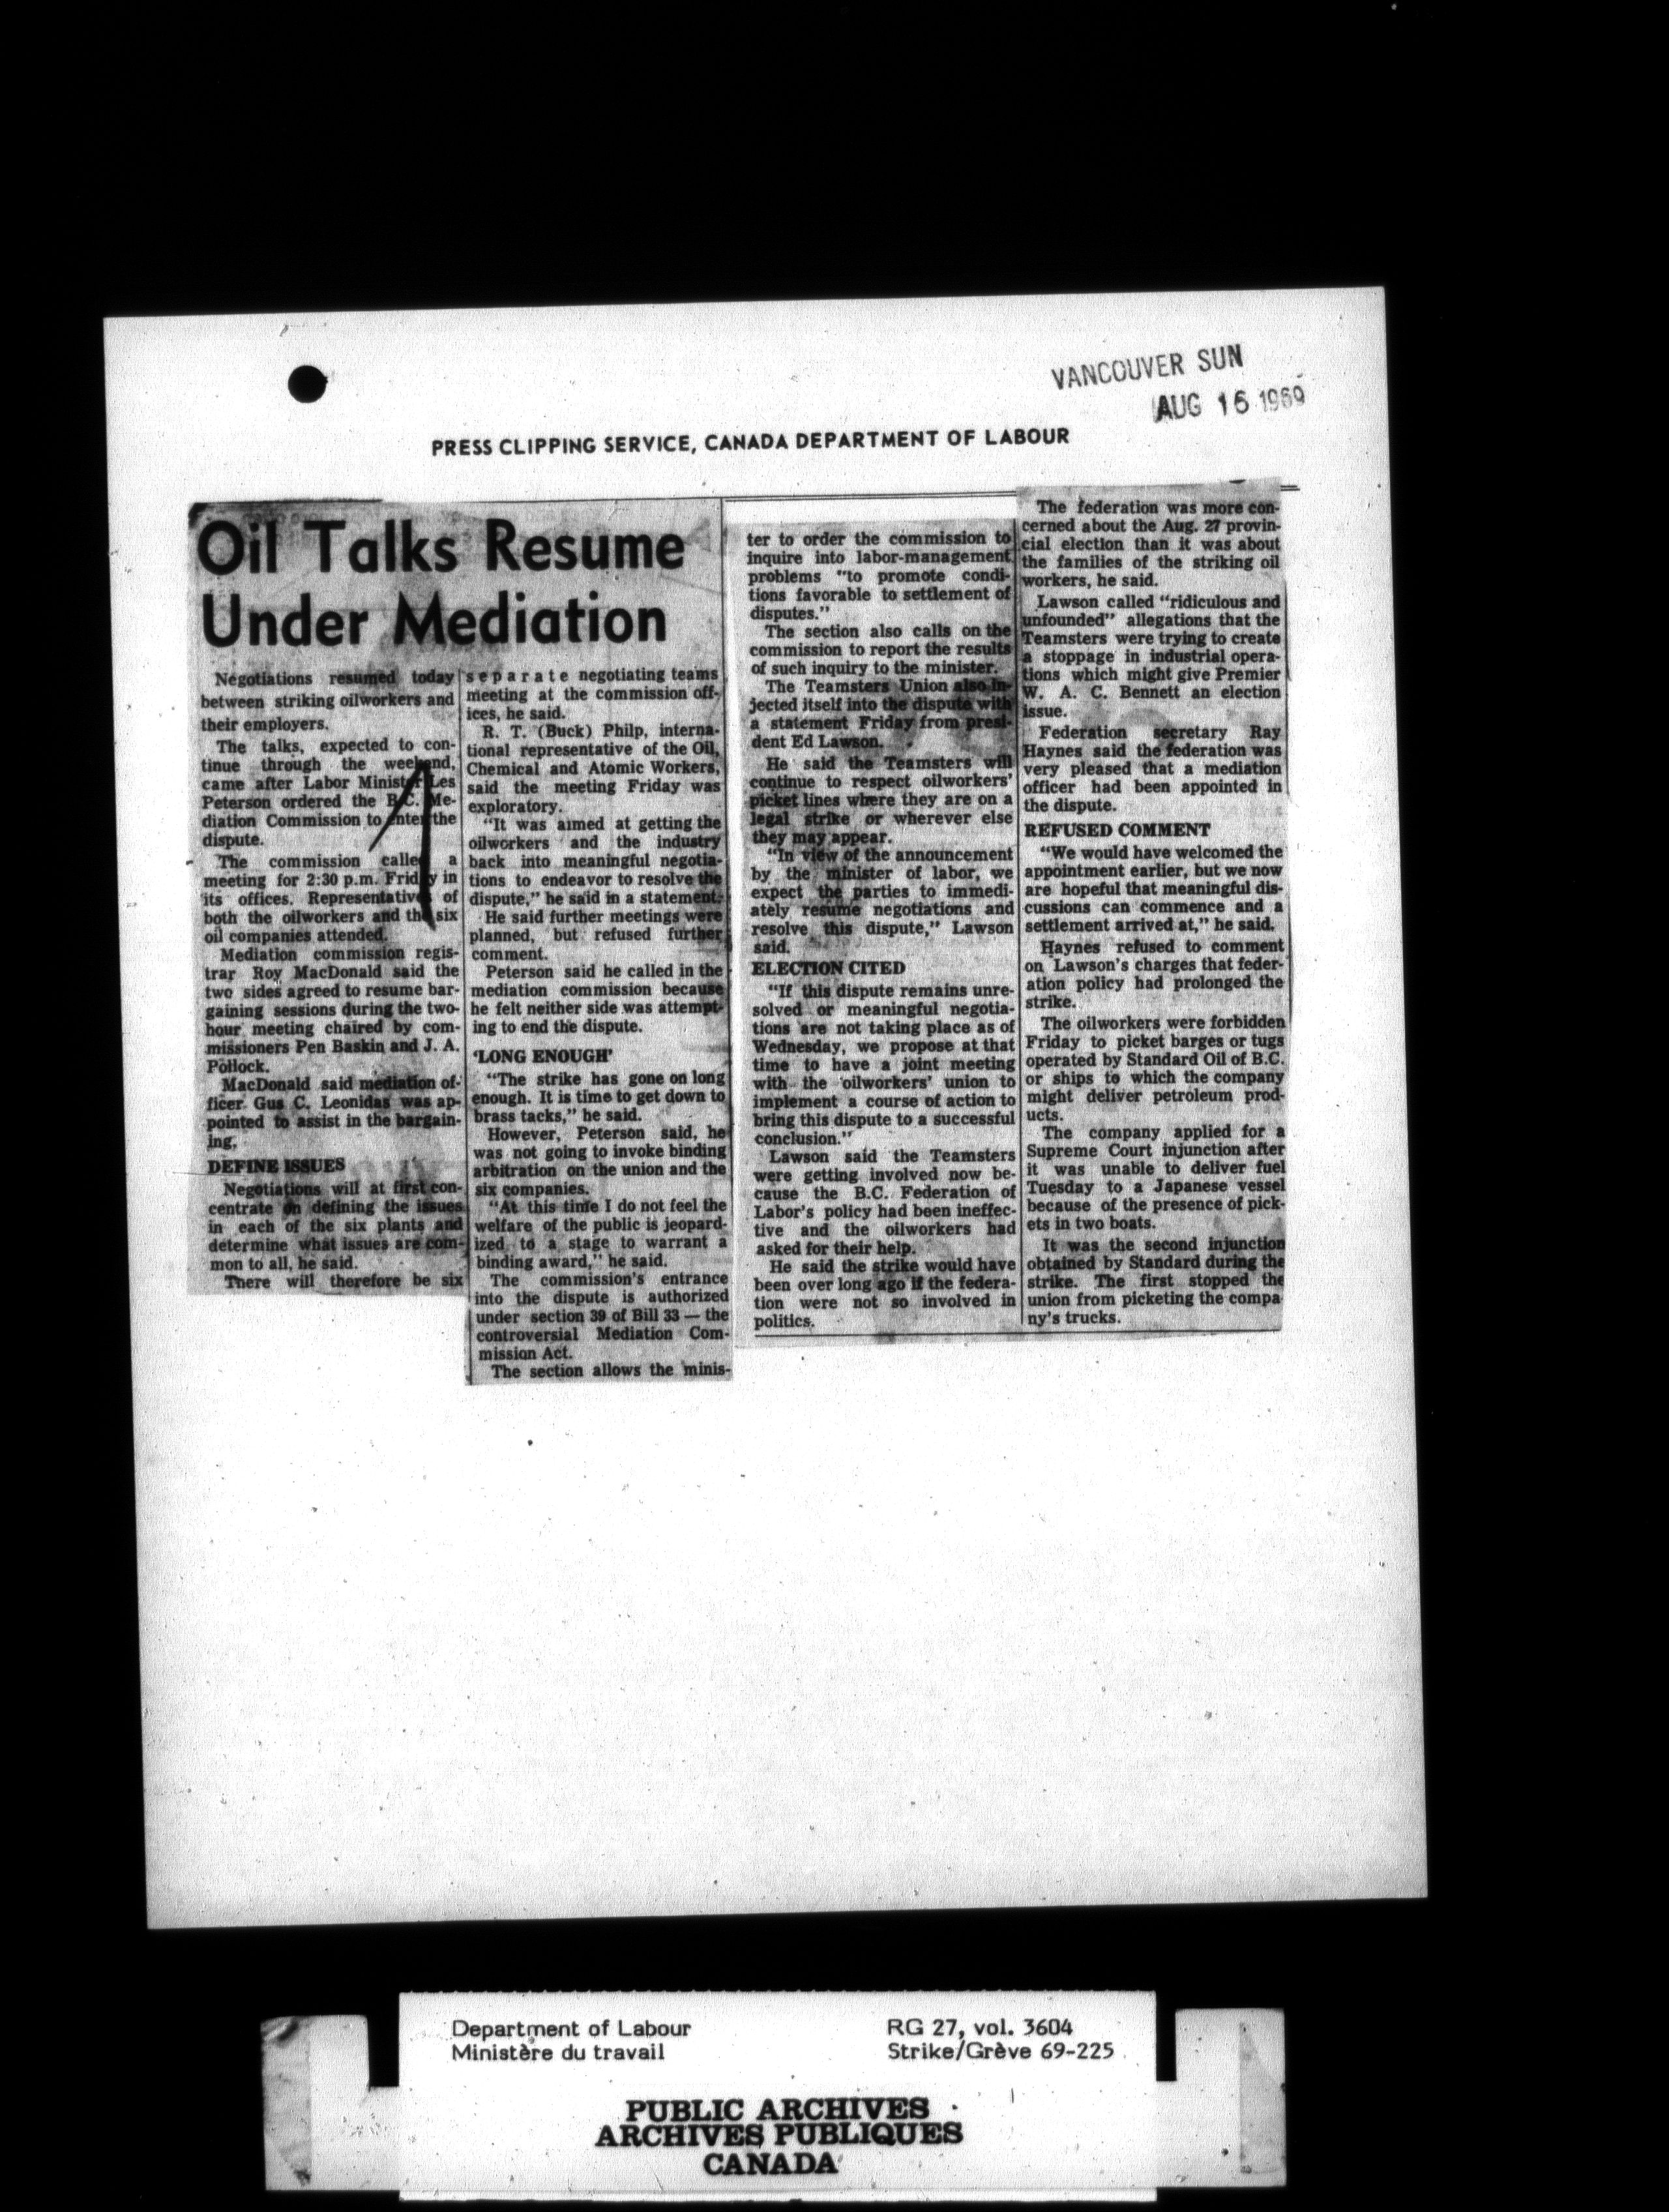 VANCOUVER SUN
AUG 16 1969
PRESS CLIPPING SERVICE, CANADA DEPARTMENT OF LABOUR
Oil Talks Resume
Under Mediation
Negotiations resumed today
between striking oilworkers and
their employers.
The talks, expected to con-
tinue through the weekend,
came after Labor Minister Les
Peterson ordered the B.C. Me-
diation Commission to enter the
dispute.
The commission called a
meeting for 2:30 p.m. Friday in
its offices. Representatives of
both the oilworkers and the six
oil companies attended.
Mediation commission regis-
trar Roy MacDonald said the
two sides agreed to resume bar-
gaining sessions during the two-
hour meeting chaired by com-
missioners Pen Baskin and J. A.
Pollock.
MacDonald said mediation of-
ficer Gus C. Leonidas was ap-
pointed to assist in the bargain-
ing.
DEFINE ISSUES
Negotiations will at first con-
centrate on defining the issues
in each of the six plants and
determine what issues are com-
mon to all, he said.
There will therefore be six
separate negotiating teams
meeting at the commission off-
ices, he said.
R. T. (Buck) Philp, interna-
tional representative of the Oil,
Chemical and Atomic Workers,
said the meeting Friday was
exploratory.
"It was aimed at getting the
oilworkers and the industry
back into meaningful negotia-
tions to endeavor to resolve the
dispute," he said in a statement.
He said further meetings were
planned, but refused further
comment.
Peterson said he called in the
mediation commission because
he felt neither side was attempt-
ing to end the dispute.
'LONG ENOUGH'
"The strike has gone on long
enough. It is time to get down to
brass tacks," he said.
However, Peterson said, he
was not going to invoke binding
arbitration on the union and the
six companies.
"At this time I do not feel the
welfare of the public is jeopard-
ized to a stage to warrant a
binding award," he said.
The commission's entrance
into the dispute is authorized
under section 39 of Bill 33 — the
controversial Mediation Com-
mission Act.
The section allows the minis-
ter to order the commission to
inquire into labor-management
problems "to promote condi-
tions favorable to settlement of
disputes."
The section also calls on the
commission to report the results
of such inquiry to the minister.
The Teamsters Union also in-
jected itself into the dispute with
a statement Friday from presi-
dent Ed Lawson.
He said the Teamsters will
continue to respect oilworkers'
picket lines where they are on a
legal strike or wherever else
they may appear.
"In view of the announcement
by the minister of labor, we
expect the parties to immedi-
ately resume negotiations and
resolve this dispute," Lawson
said.
ELECTION CITED
"If this dispute remains unre-
solved or meaningful negotia-
tions are not taking place as of
Wednesday, we propose at that
time to have a joint meeting
with the oilworkers' union to
implement a course of action to
bring this dispute to a successful
conclusion."
Lawson said the Teamsters
were getting involved now be-
cause the B.C. Federation of
Labor's policy had been ineffec-
tive and the oilworkers had
asked for their help.
He said the strike would have
been over long ago if the federa-
tion were not so involved in
politics.
The federation was more con-
cerned about the Aug. 27 provin-
cial election than it was about
the families of the striking oil
workers, he said.
Lawson called "ridiculous and
unfounded" allegations that the
Teamsters were trying to create
a stoppage in industrial opera-
tions which might give Premier
W. A. C. Bennett an election
issue.
Federation secretary Ray
Haynes said the federation was
very pleased that a mediation
officer had been appointed in
the dispute.
REFUSED COMMENT
"We would have welcomed the
appointment earlier, but we now
are hopeful that meaningful dis-
cussions can commence and a
settlement arrived at," he said.
Haynes refused to comment
on Lawson's charges that feder-
ation policy had prolonged the
strike.
The oilworkers were forbidden
Friday to picket barges or tugs
operated by Standard Oil of B.C.
or ships to which the company
might deliver petroleum prod-
ucts.
The company applied for a
Supreme Court injunction after
it was unable to deliver fuel
Tuesday to a Japanese vessel
because of the presence of pick-
ets in two boats.
It was the second injunction
obtained by Standard during the
strike. The first stopped the
union from picketing the compa-
ny's trucks.
Department of Labour
Ministère du travail
RG 27, vol. 3604
Strike/Grève 69-225
PUBLIC ARCHIVES
ARCHIVES PUBLIQUES
CANADA